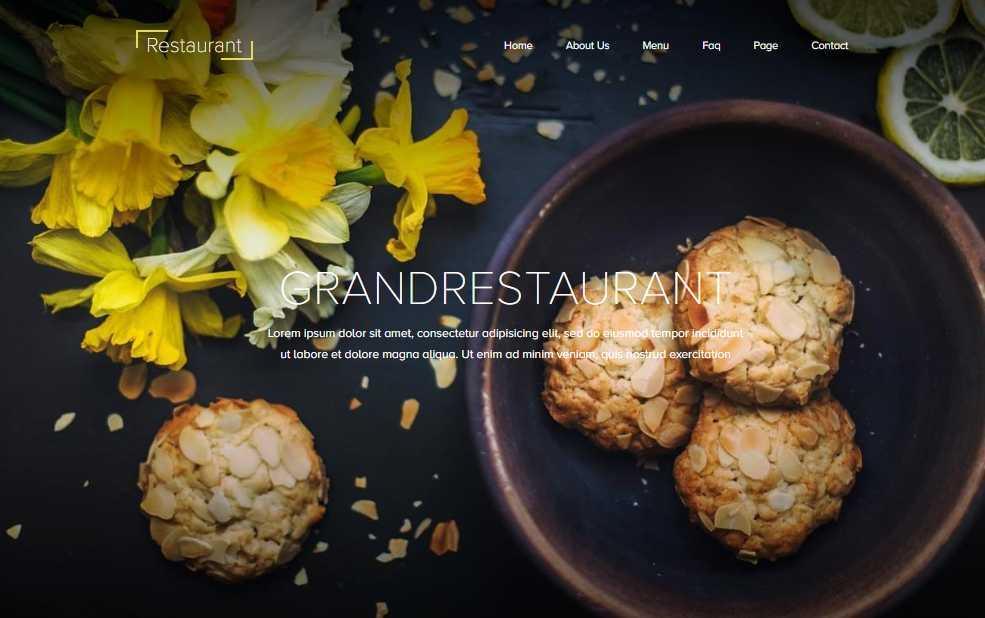 Restaurant
Home
About Us
Menu
Faq
Page
Contact
GRANDRESTAURANT
Lorem ipsum dolor sit amet, consectetur adipisicing elit, sed do eiusmod tempor incididunt
ut labore et dolore magna aliqua. Ut enim ad minim veniam, quis nostrud exercitation